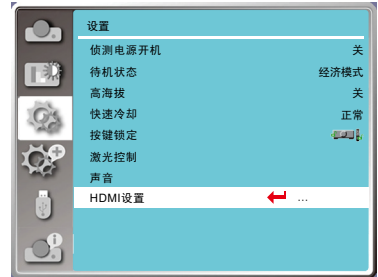 设置
侦测电源开机 关
待机状态 经济模式
高海拔 关
快速冷却 正常
按键锁定
激光控制
声音
HDMI设置 ...